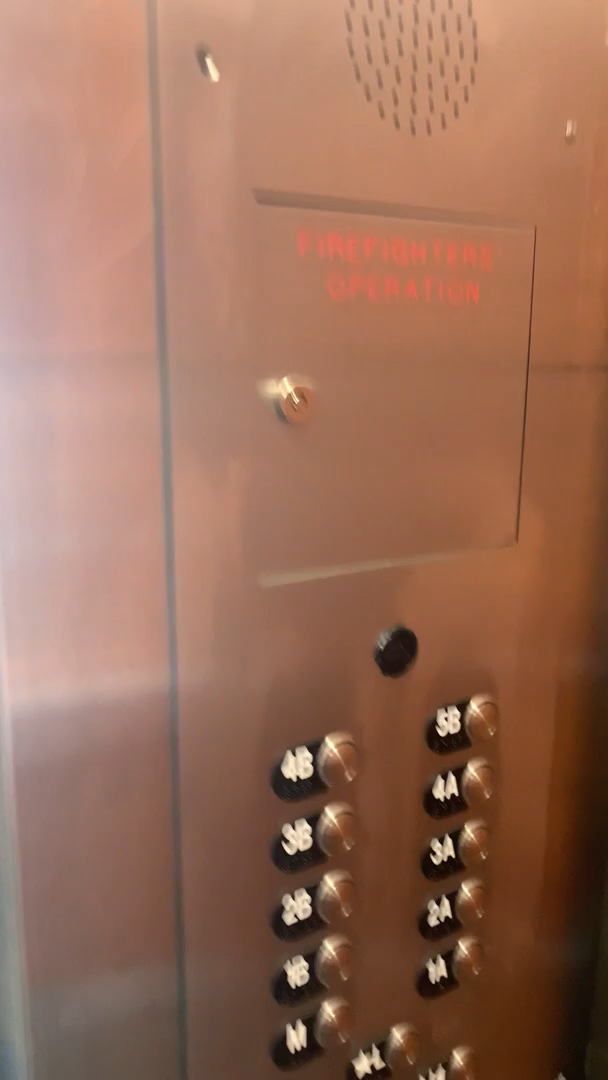 FIREFIGHTERS
OPERATION
5B
4B
4A
3B
3A
2B
2A
1B
1A
M
★L